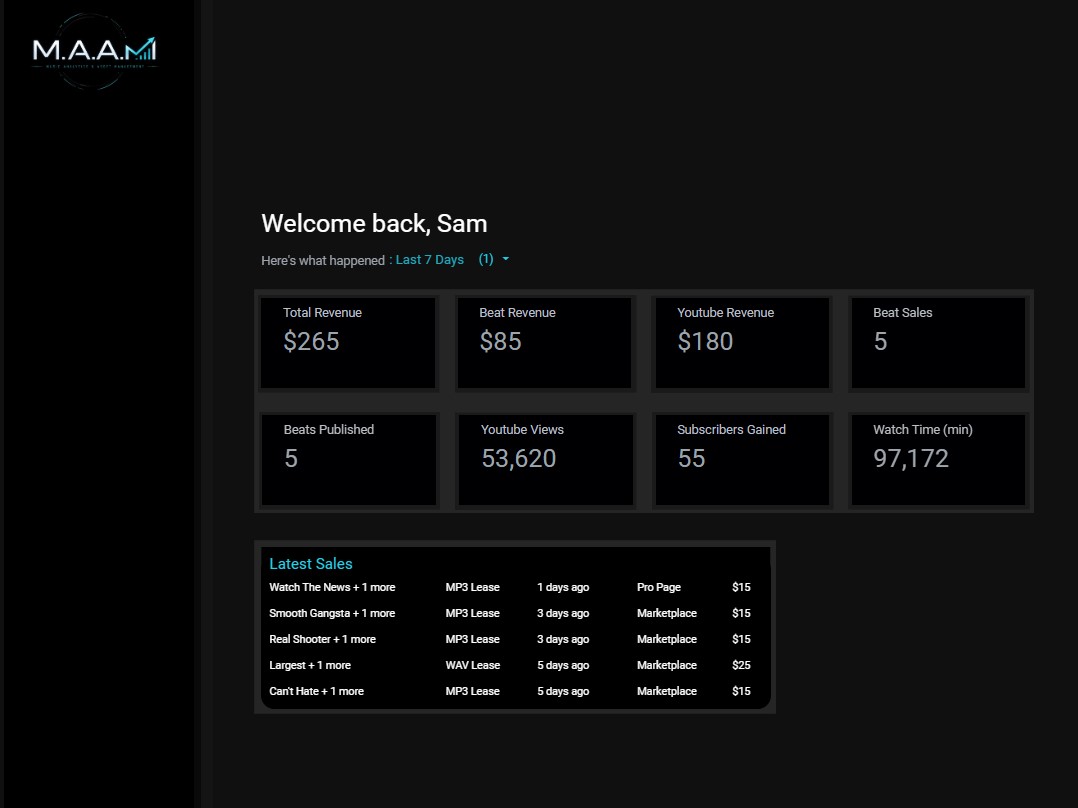 M.A.A.M
MEDIA ANALYTICS & ASSET MANAGEMENT
Welcome back, Sam
Here's what happened : Last 7 Days (1)
Total Revenue Beat Revenue Youtube Revenue Beat Sales
$265 $85 $180 5
Beats Published Youtube Views Subscribers Gained Watch Time (min)
5 53,620 55 97,172
Latest Sales
Watch The News + 1 more MP3 Lease 1 days ago Pro Page $15
Smooth Gangsta + 1 more MP3 Lease 3 days ago Marketplace $15
Real Shooter + 1 more MP3 Lease 3 days ago Marketplace $15
Largest + 1 more WAV Lease 5 days ago Marketplace $25
Can't Hate + 1 more MP3 Lease 5 days ago Marketplace $15